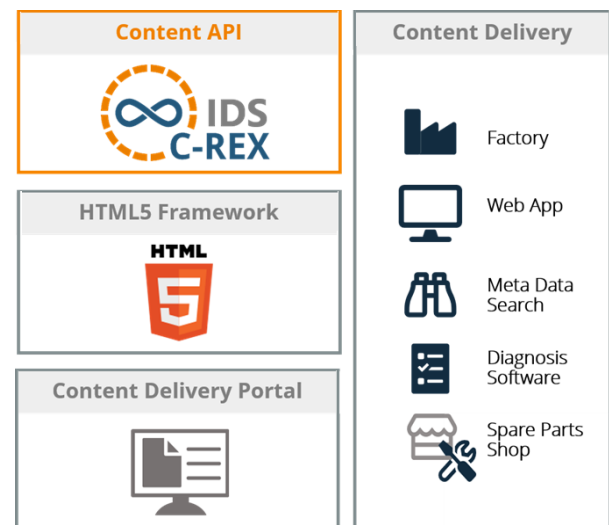 Content API
IDS
C-REX
HTML5 Framework
HTML
5
Content Delivery Portal
Content Delivery
Factory
Web App
Meta Data
Search
Diagnosis
Software
Spare Parts
Shop